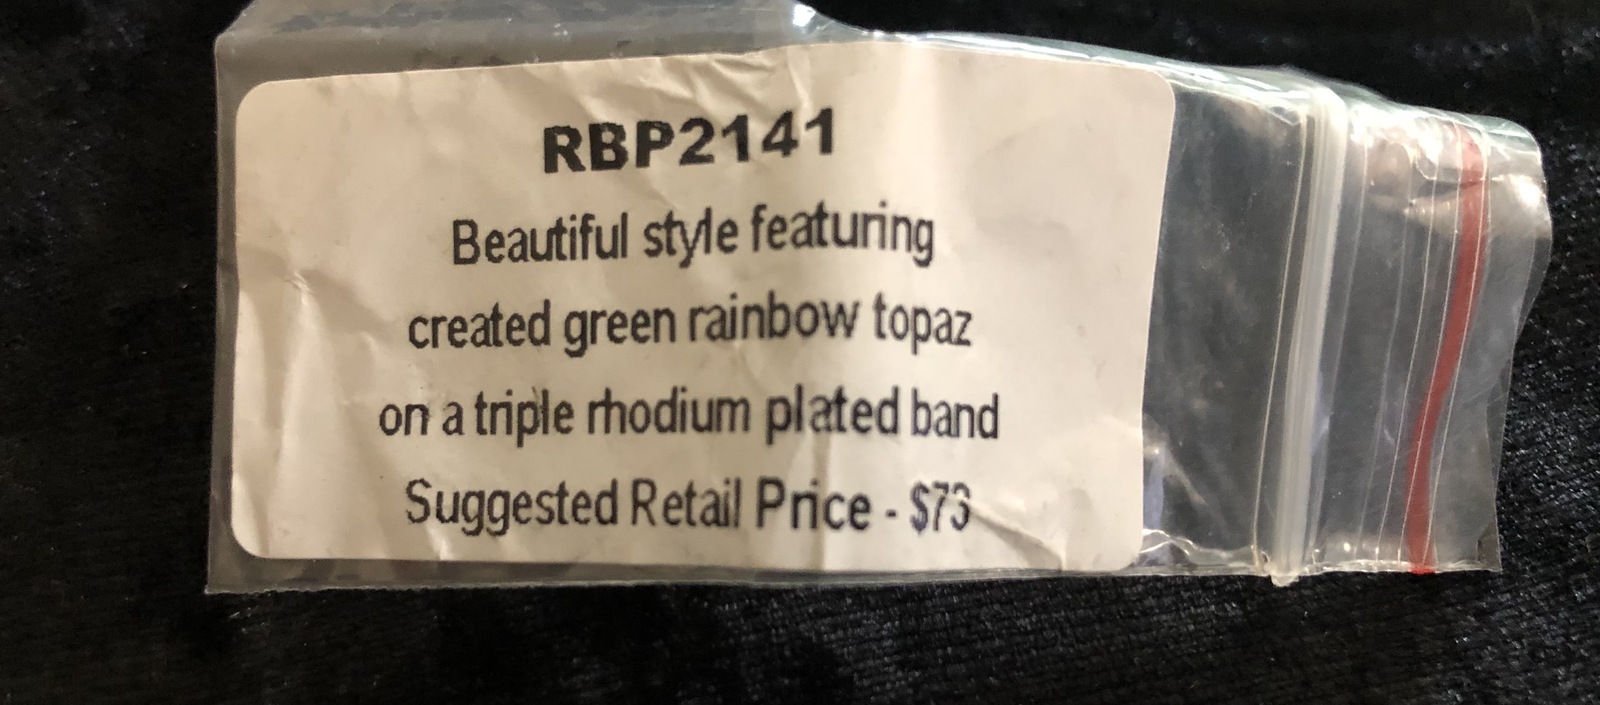 RBP2141
Beautiful style featuring
created green rainbow topaz
on a triple rhodium plated band
Suggested Retail Price - $73